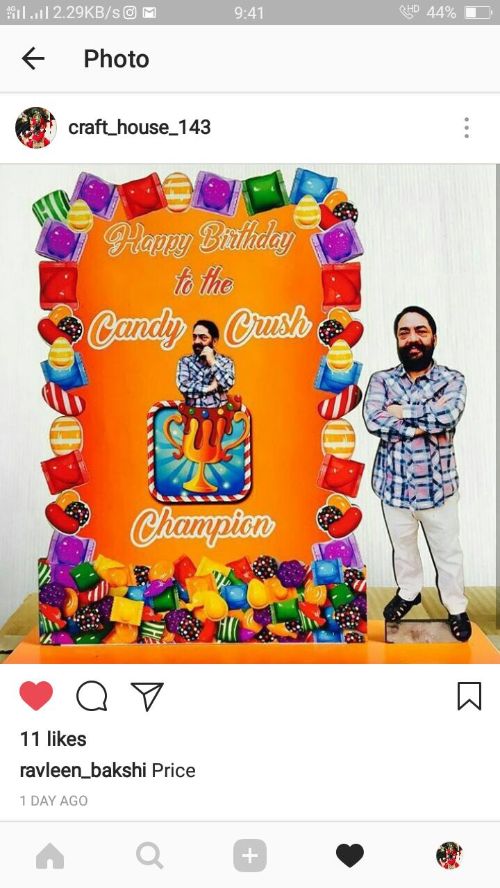 4G 2.29KB/s 9:41 HD 44%
Photo
craft_house_143
Happy Birthday
to the
Candy Crush
Champion
11 likes
ravleen_bakshi Price
1 DAY AGO